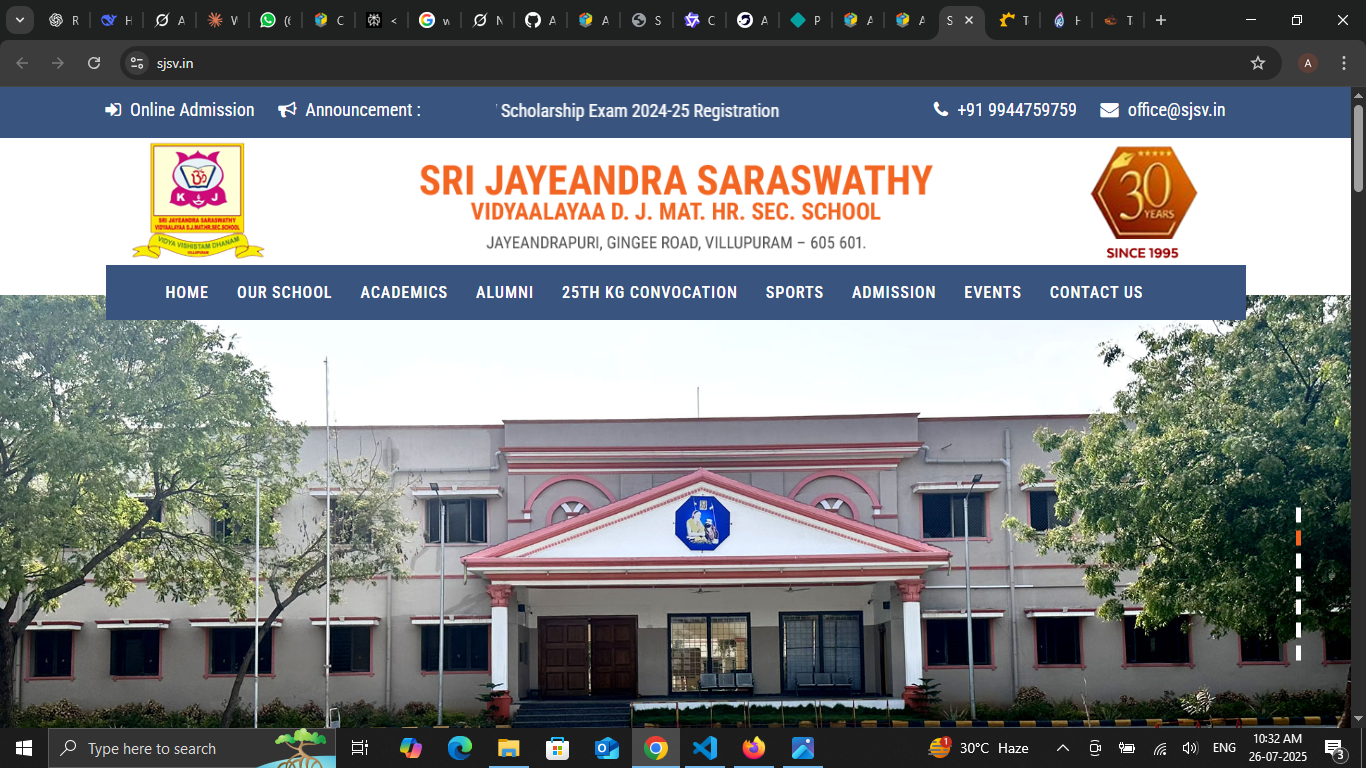 R
H
A
W
(6
C
<
w
N
A
A
S
C
A
P
A
A
S
T
H
T
sjsv.in
A
Online Admission
Announcement :
Scholarship Exam 2024-25 Registration
+91 9944759759
office@sjsv.in
ॐ
K J
SRI JAYEANDRA SARASWATHY
VIDYAALAYAA D.J.MAT.HR.SEC.SCHOOL
VIDYA VISHISTAM DHANAM
VILLUPURAM
SRI JAYEANDRA SARASWATHY
VIDYAALAYAA D. J. MAT. HR. SEC. SCHOOL
JAYEANDRAPURI, GINGEE ROAD, VILLUPURAM – 605 601.
30
YEARS
SINCE 1995
HOME OUR SCHOOL ACADEMICS ALUMNI 25TH KG CONVOCATION SPORTS ADMISSION EVENTS CONTACT US
Type here to search
1
30°C Haze
ENG
10:32 AM
26-07-2025
3